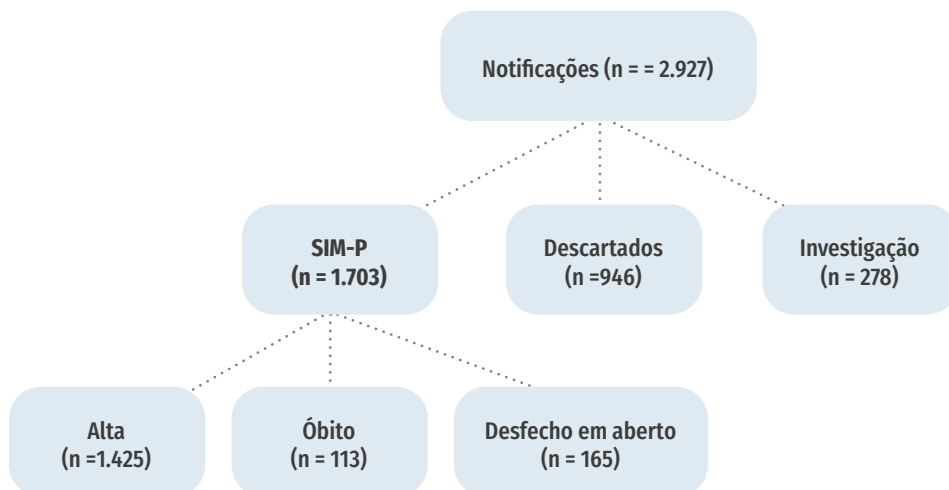 Notificações (n = = 2.927)
SIM-P
(n = 1.703)
Descartados
(n =946)
Investigação
(n = 278)
Alta
(n =1.425)
Óbito
(n = 113)
Desfecho em aberto
(n = 165)